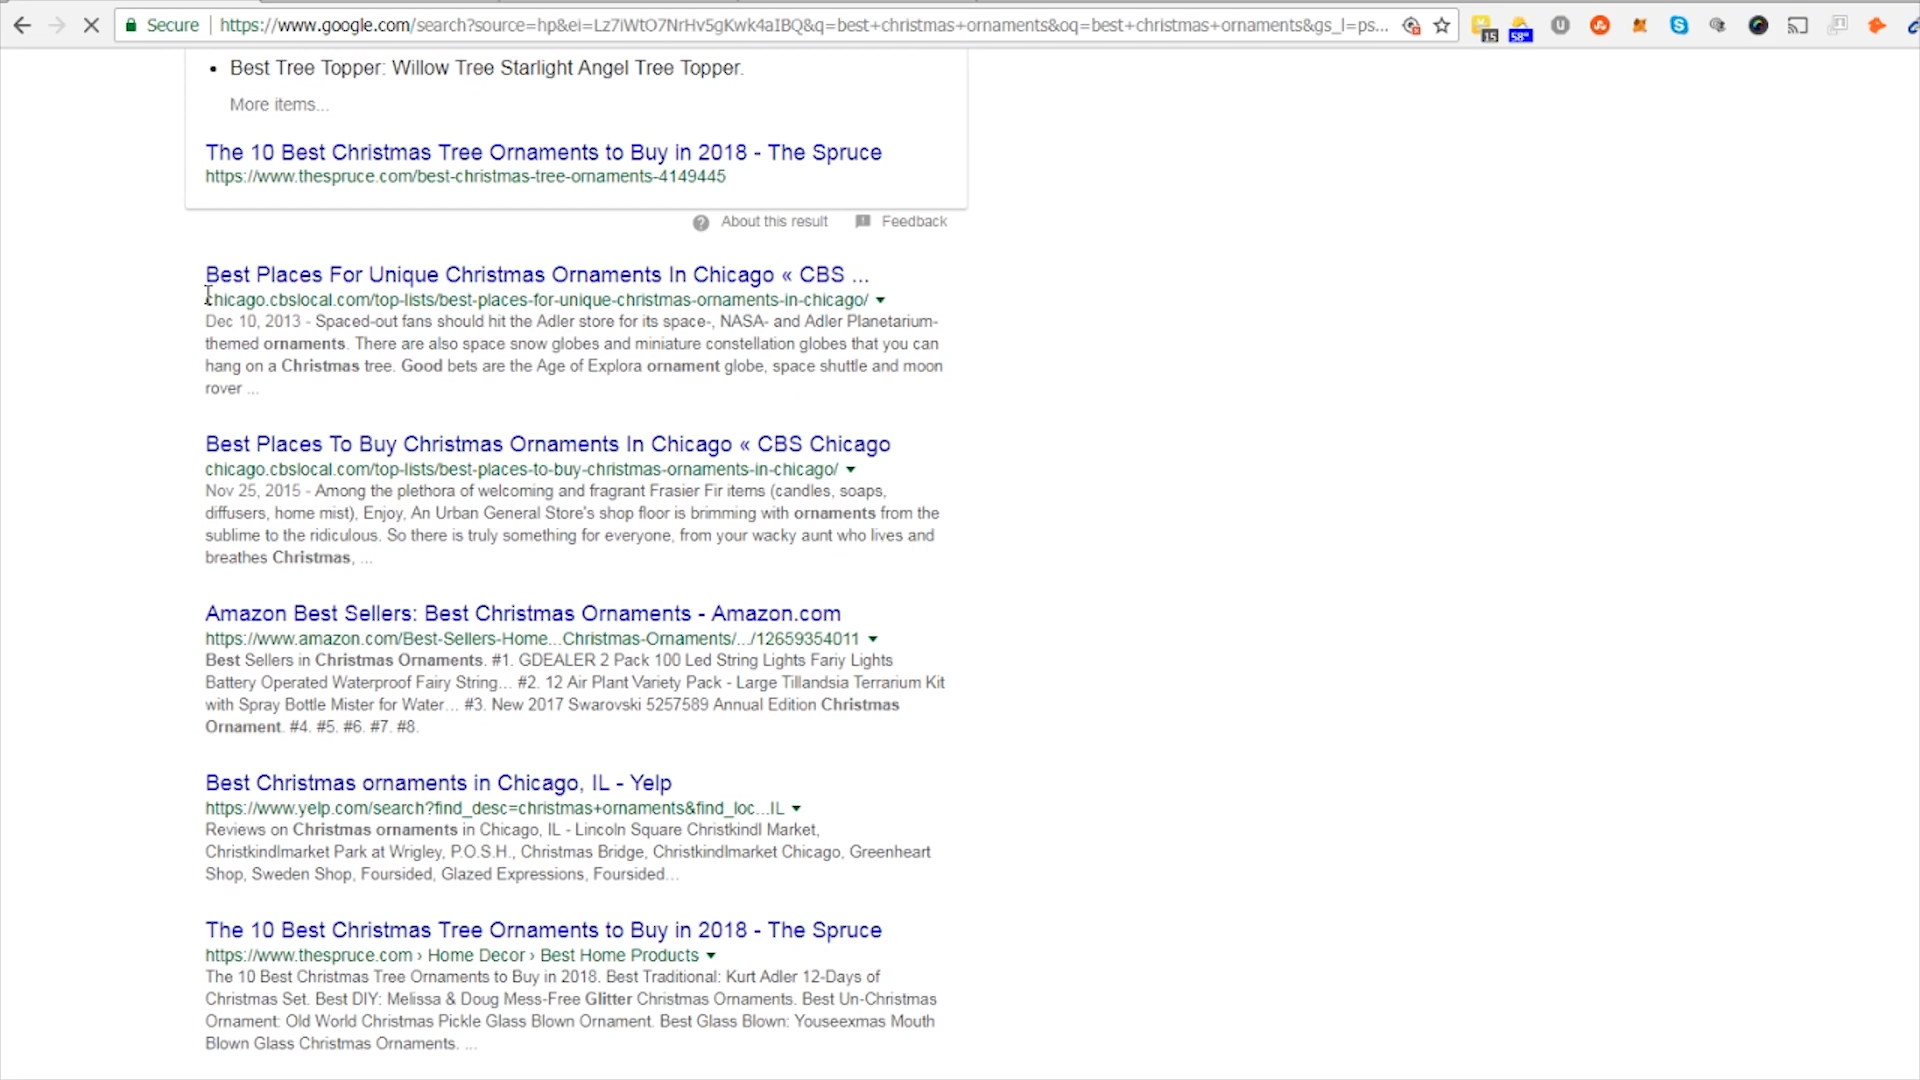 Secure
https://www.google.com/search?source=hp&ei=Lz7iWtO7NrHv5gKwk4aIBQ&q=best+christmas+ornaments&oq=best+christmas+ornaments&gs_l=ps...
15
58°
• Best Tree Topper: Willow Tree Starlight Angel Tree Topper.
More items...
The 10 Best Christmas Tree Ornaments to Buy in 2018 - The Spruce
https://www.thespruce.com/best-christmas-tree-ornaments-4149445
About this result
Feedback
Best Places For Unique Christmas Ornaments In Chicago « CBS ...
chicago.cbslocal.com/top-lists/best-places-for-unique-christmas-ornaments-in-chicago/
Dec 10, 2013 - Spaced-out fans should hit the Adler store for its space-, NASA- and Adler Planetarium-
themed ornaments. There are also space snow globes and miniature constellation globes that you can
hang on a Christmas tree. Good bets are the Age of Explora ornament globe, space shuttle and moon
rover ...
Best Places To Buy Christmas Ornaments In Chicago « CBS Chicago
chicago.cbslocal.com/top-lists/best-places-to-buy-christmas-ornaments-in-chicago/
Nov 25, 2015 - Among the plethora of welcoming and fragrant Frasier Fir items (candles, soaps,
diffusers, home mist), Enjoy, An Urban General Store's shop floor is brimming with ornaments from the
sublime to the ridiculous. So there is truly something for everyone, from your wacky aunt who lives and
breathes Christmas, ...
Amazon Best Sellers: Best Christmas Ornaments - Amazon.com
https://www.amazon.com/Best-Sellers-Home...Christmas-Ornaments/.../12659354011
Best Sellers in Christmas Ornaments. #1. GDEALER 2 Pack 100 Led String Lights Fariy Lights
Battery Operated Waterproof Fairy String... #2. 12 Air Plant Variety Pack - Large Tillandsia Terrarium Kit
with Spray Bottle Mister for Water... #3. New 2017 Swarovski 5257589 Annual Edition Christmas
Ornament. #4. #5. #6. #7. #8.
Best Christmas ornaments in Chicago, IL - Yelp
https://www.yelp.com/search?find_desc=christmas+ornaments&find_loc...IL
Reviews on Christmas ornaments in Chicago, IL - Lincoln Square Christkindl Market,
Christkindlmarket Park at Wrigley, P.O.S.H., Christmas Bridge, Christkindlmarket Chicago, Greenheart
Shop, Sweden Shop, Foursided, Glazed Expressions, Foursided...
The 10 Best Christmas Tree Ornaments to Buy in 2018 - The Spruce
https://www.thespruce.com › Home Decor › Best Home Products
The 10 Best Christmas Tree Ornaments to Buy in 2018. Best Traditional: Kurt Adler 12-Days of
Christmas Set. Best DIY: Melissa & Doug Mess-Free Glitter Christmas Ornaments. Best Un-Christmas
Ornament: Old World Christmas Pickle Glass Blown Ornament. Best Glass Blown: Youseexmas Mouth
Blown Glass Christmas Ornaments. ...